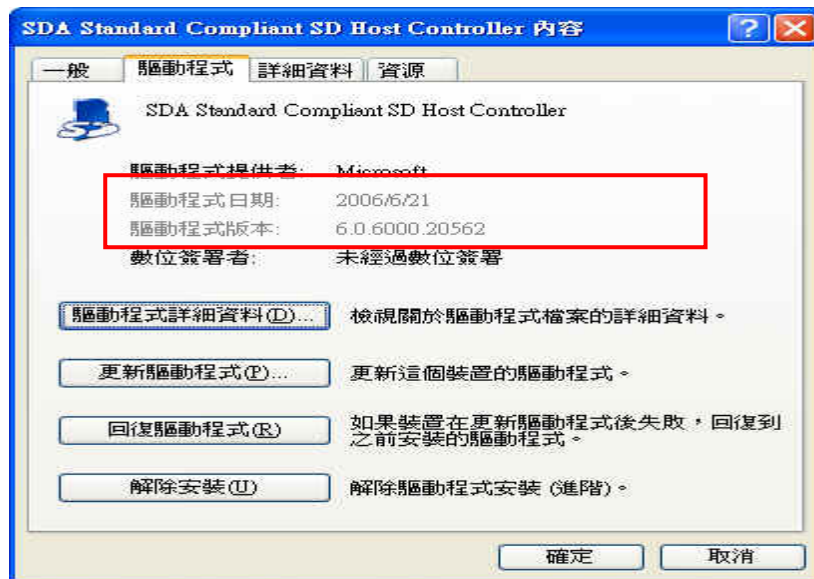 SDA Standard Compliant SD Host Controller 內容
一般 驅動程式 詳細資料 資源
SDA Standard Compliant SD Host Controller
驅動程式提供者: Microsoft
驅動程式日期: 2006/6/21
驅動程式版本: 6.0.6000.20562
數位簽署者: 未經過數位簽署
驅動程式詳細資料(D)... 檢視關於驅動程式檔案的詳細資料。
更新驅動程式(P)... 更新這個裝置的驅動程式。
回復驅動程式(R) 如果裝置在更新驅動程式後失敗，回復到
之前安裝的驅動程式。
解除安裝(U) 解除驅動程式安裝 (進階)。
確定 取消